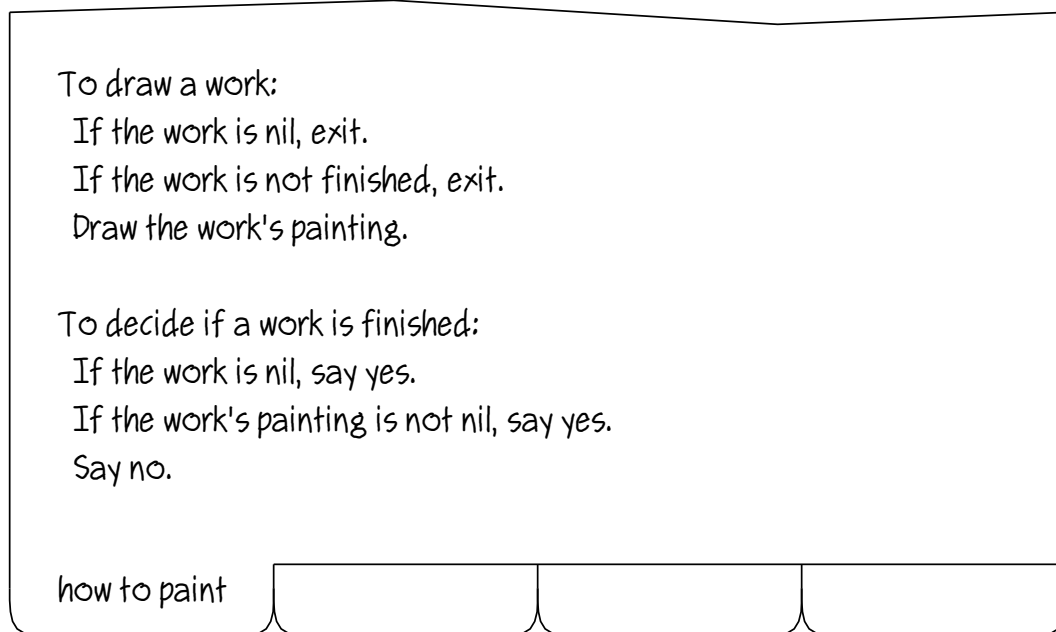 To draw a work:
If the work is nil, exit.
If the work is not finished, exit.
Draw the work's painting.
To decide if a work is finished:
If the work is nil, say yes.
If the work's painting is not nil, say yes.
Say no.
how to paint